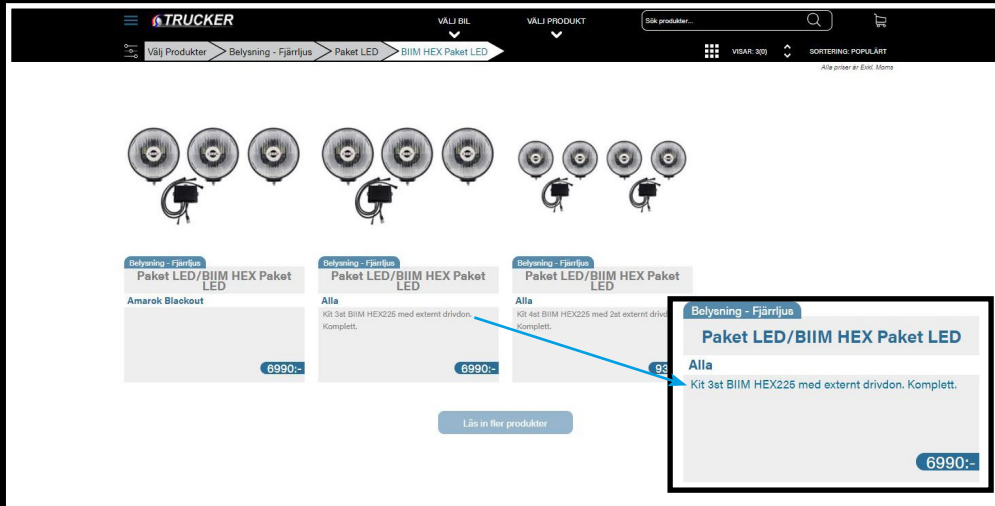 TRUCKER
VÄLJ BIL
VÄLJ PRODUKT
Sök produkter...
Välj Produkter
Belysning - Fjärrljus
Paket LED
BIIM HEX Paket LED
VISAR: 3(0)
SORTERING: POPULÄRT
Alla priser är Exkl. Moms
Belysning - Fjärrljus
Paket LED/BIIM HEX Paket
LED
Amarok Blackout
6990:-
Belysning - Fjärrljus
Paket LED/BIIM HEX Paket
LED
Alla
Kit 3st BIIM HEX225 med externt drivdon.
Komplett.
6990:-
Belysning - Fjärrljus
Paket LED/BIIM HEX Paket
LED
Alla
Kit 4st BIIM HEX225 med 2st externt drivd
Komplett.
93
Belysning - Fjärrljus
Paket LED/BIIM HEX Paket LED
Alla
Kit 3st BIIM HEX225 med externt drivdon. Komplett.
6990:-
Läs in fler produkter